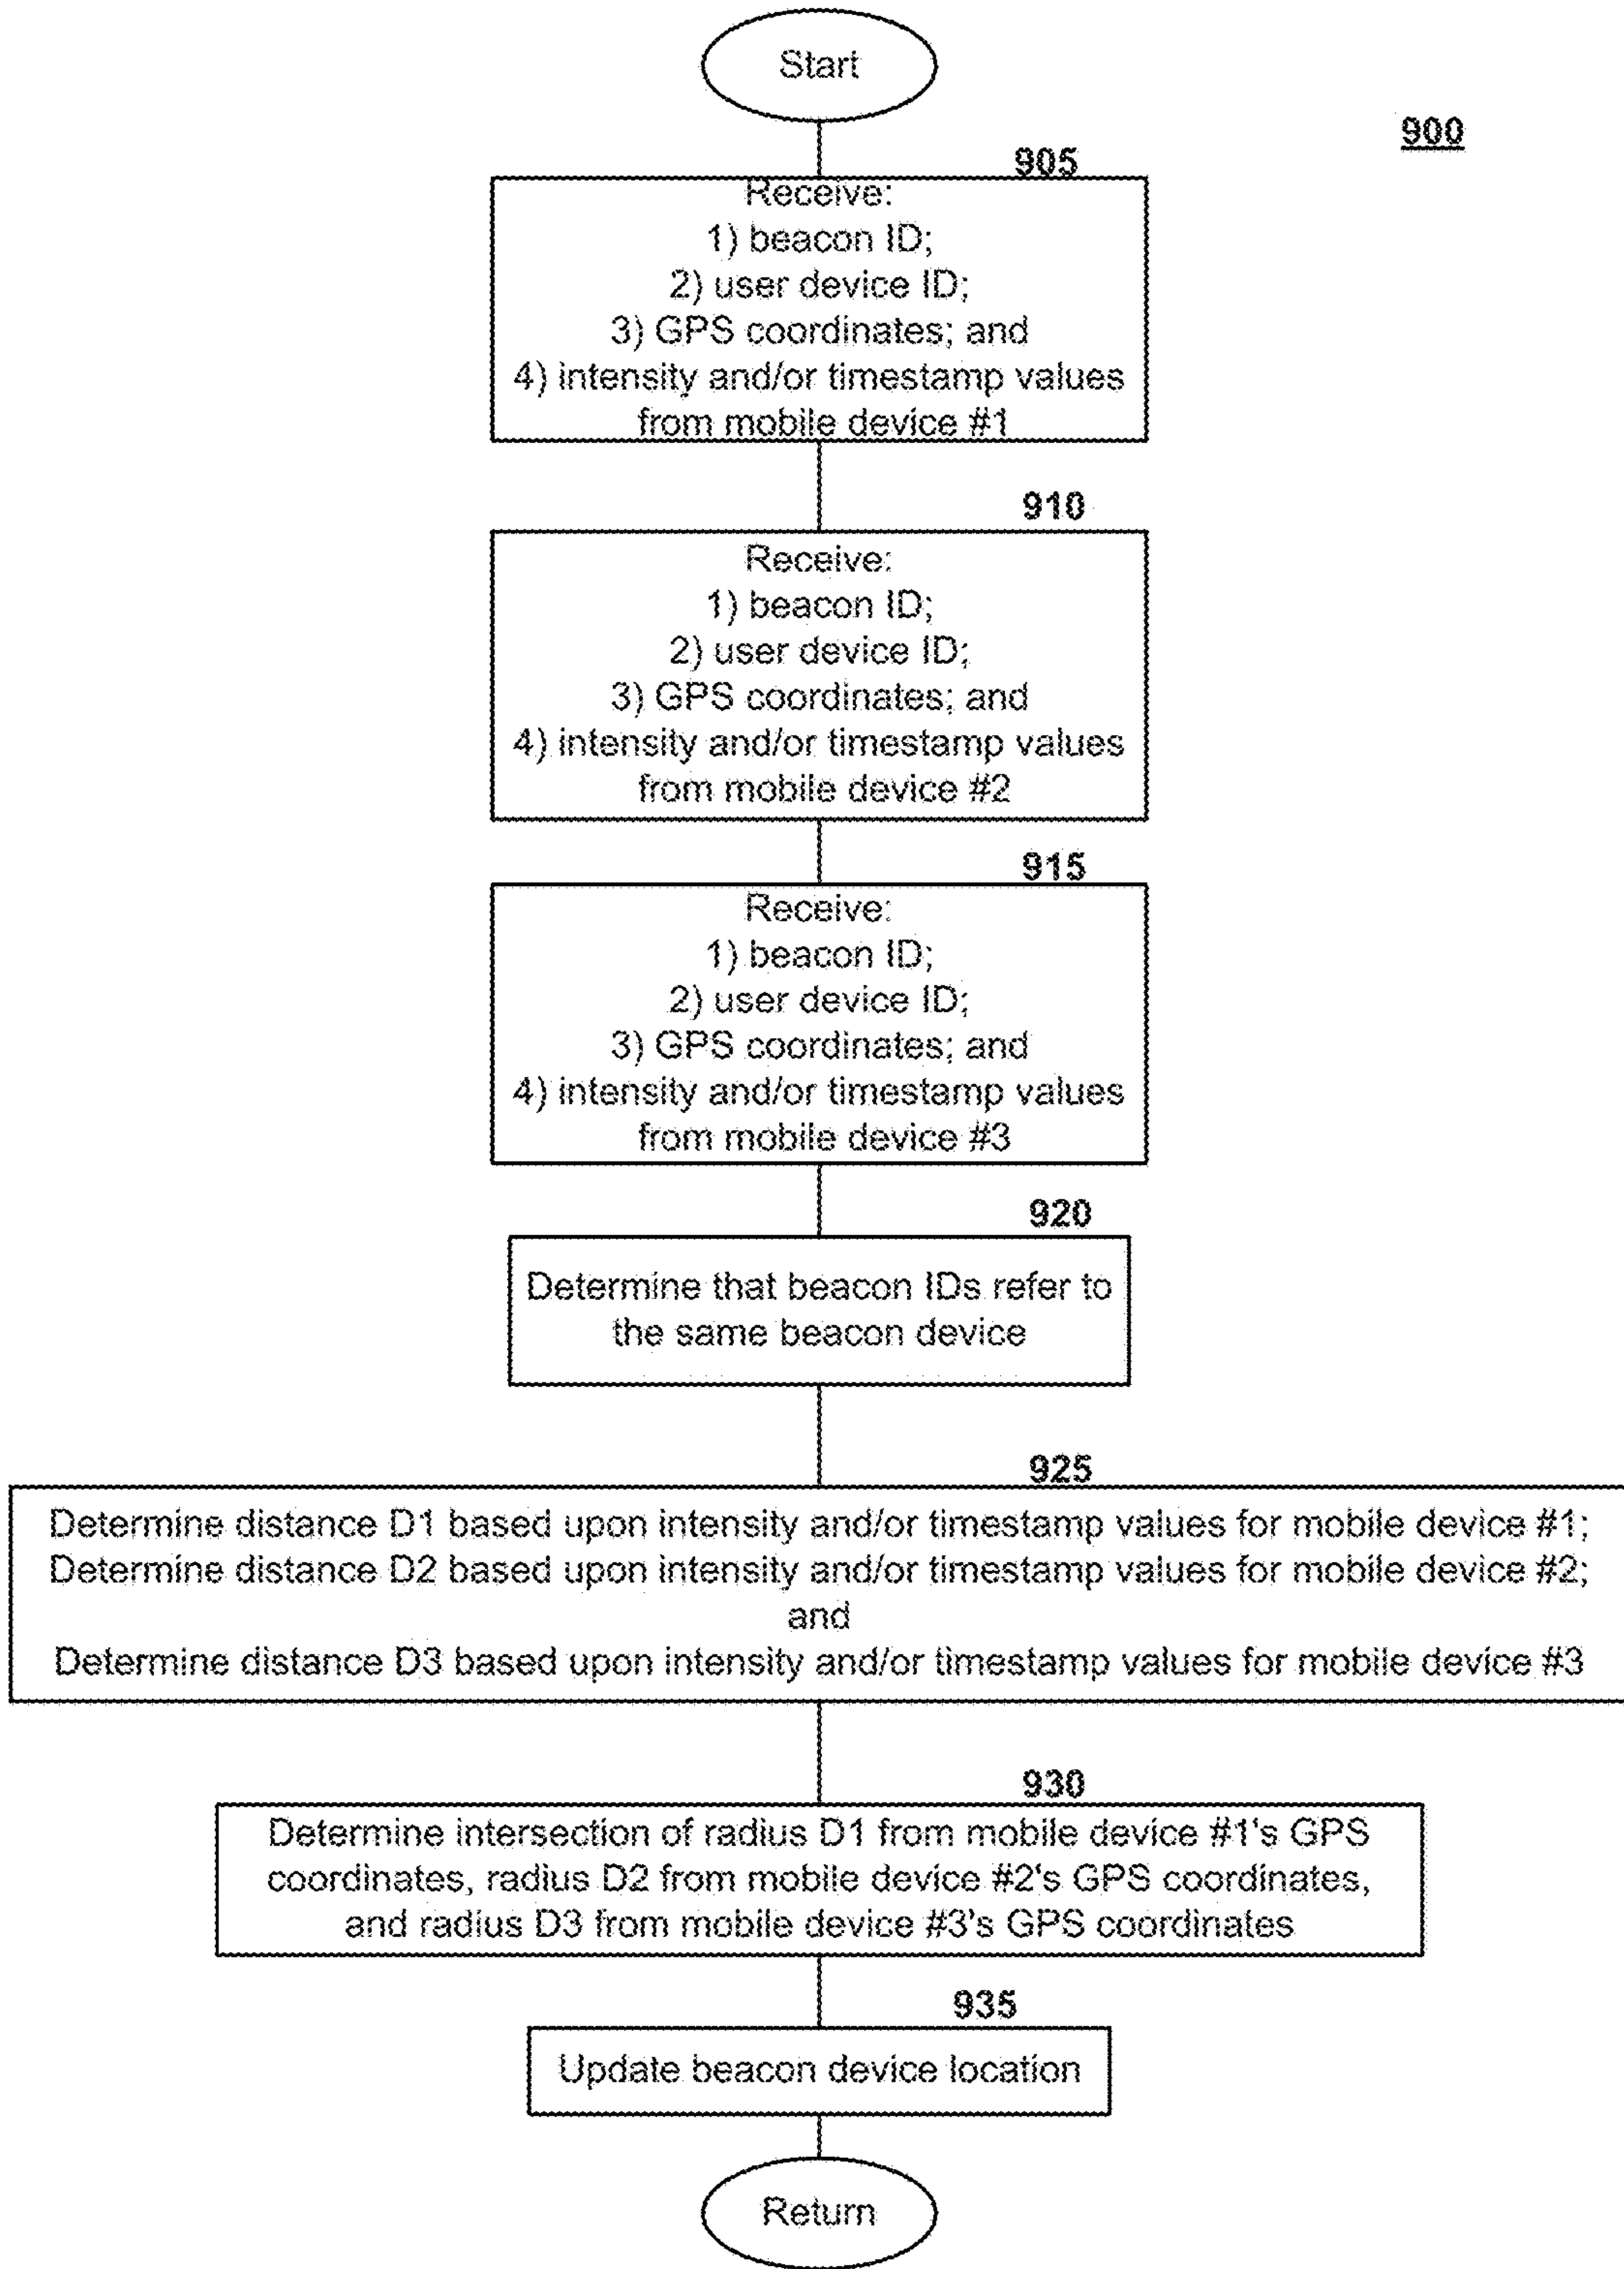 Start
900
905
Receive:
1) beacon ID;
2) user device ID;
3) GPS coordinates; and
4) intensity and/or timestamp values
from mobile device #1
910
Receive:
1) beacon ID;
2) user device ID;
3) GPS coordinates; and
4) intensity and/or timestamp values
from mobile device #2
915
Receive:
1) beacon ID;
2) user device ID;
3) GPS coordinates; and
4) intensity and/or timestamp values
from mobile device #3
920
Determine that beacon IDs refer to
the same beacon device
925
Determine distance D1 based upon intensity and/or timestamp values for mobile device #1;
Determine distance D2 based upon intensity and/or timestamp values for mobile device #2;
and
Determine distance D3 based upon intensity and/or timestamp values for mobile device #3
930
Determine intersection of radius D1 from mobile device #1's GPS
coordinates, radius D2 from mobile device #2's GPS coordinates,
and radius D3 from mobile device #3's GPS coordinates
935
Update beacon device location
Return